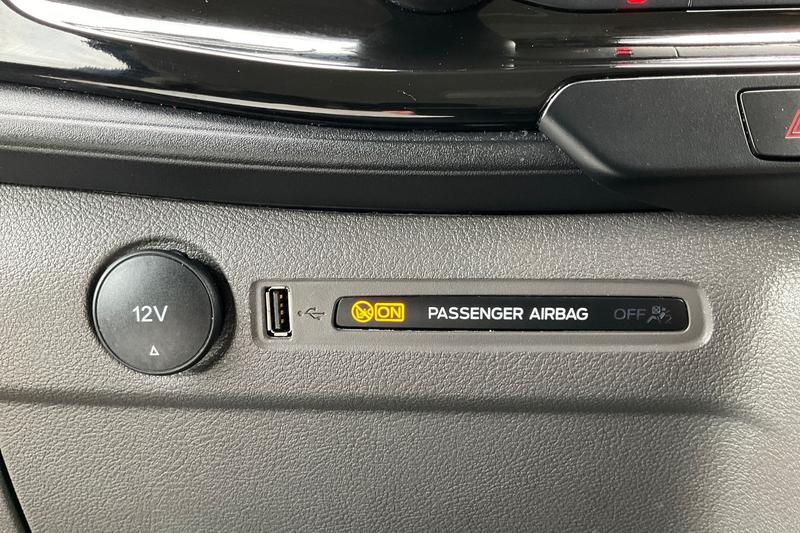 12V
ON PASSENGER AIRBAG OFF